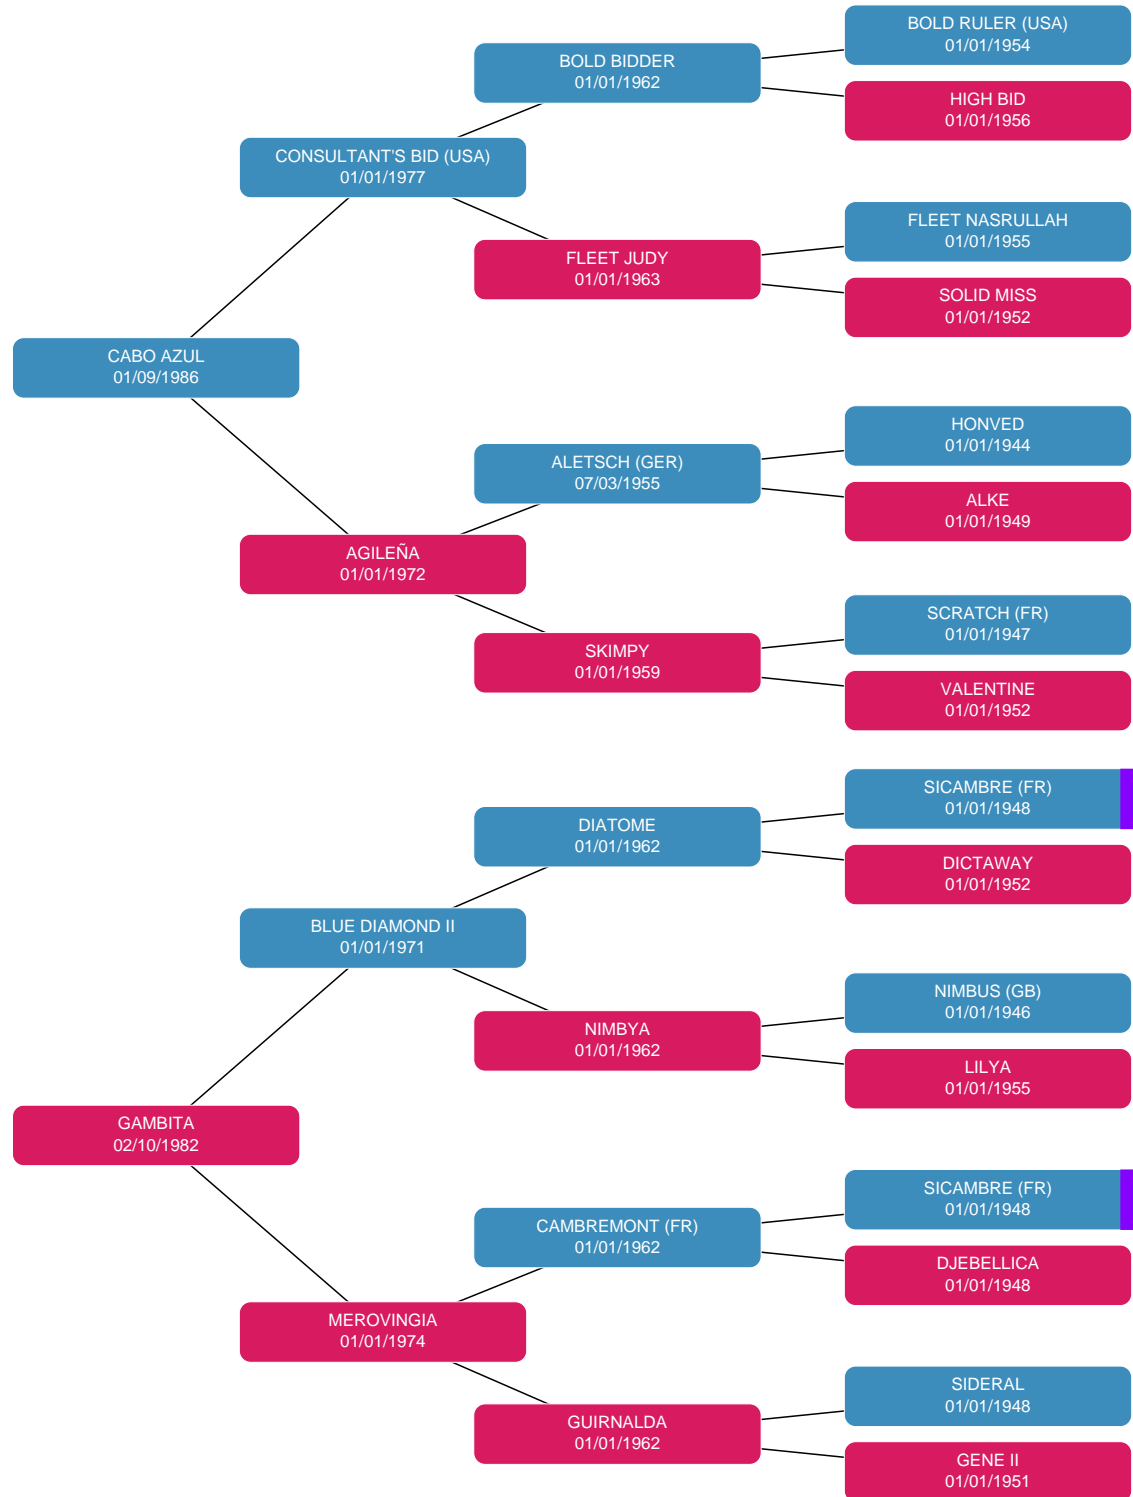 BOLD RULER (USA)
01/01/1954
BOLD BIDDER
01/01/1962
HIGH BID
01/01/1956
CONSULTANT'S BID (USA)
01/01/1977
FLEET NASRULLAH
01/01/1955
FLEET JUDY
01/01/1963
SOLID MISS
01/01/1952
CABO AZUL
01/09/1986
HONVED
01/01/1944
ALETSCH (GER)
07/03/1955
ALKE
01/01/1949
AGILEÑA
01/01/1972
SCRATCH (FR)
01/01/1947
SKIMPY
01/01/1959
VALENTINE
01/01/1952
SICAMBRE (FR)
01/01/1948
DIATOME
01/01/1962
DICTAWAY
01/01/1952
BLUE DIAMOND II
01/01/1971
NIMBUS (GB)
01/01/1946
NIMBYA
01/01/1962
LILYA
01/01/1955
GAMBITA
02/10/1982
SICAMBRE (FR)
01/01/1948
CAMBREMONT (FR)
01/01/1962
DJEBELLICA
01/01/1948
MEROVINGIA
01/01/1974
SIDERAL
01/01/1948
GUIRNALDA
01/01/1962
GENE II
01/01/1951